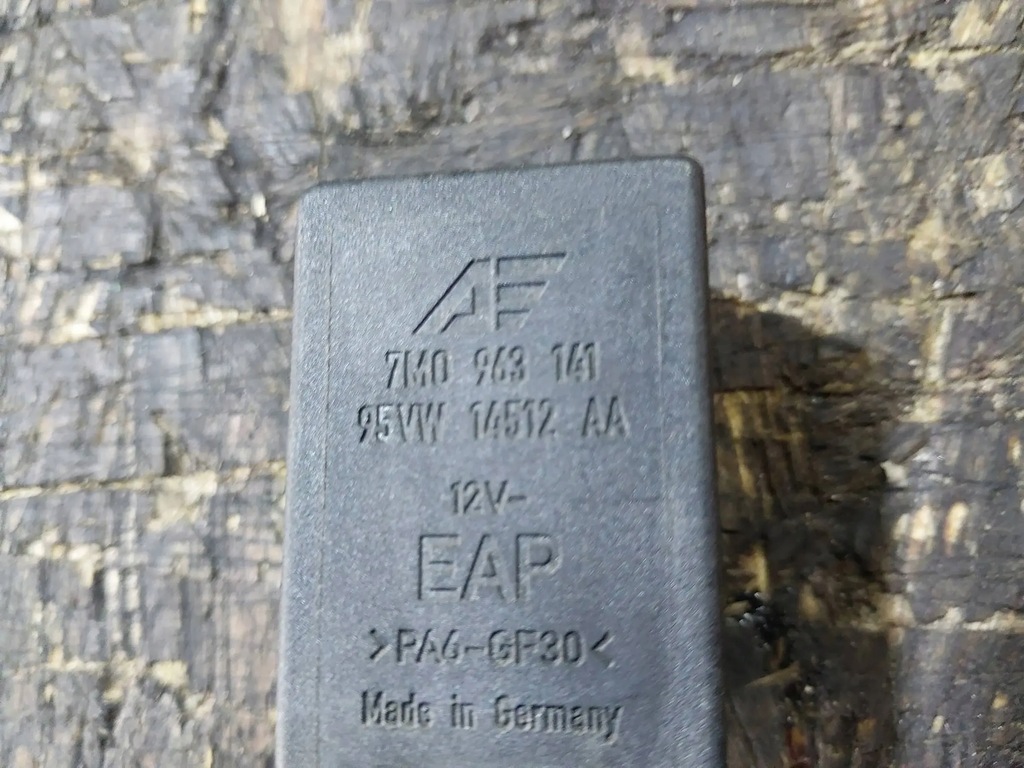 AF
7M0 963 141
95VW 14512 AA
12V-
EAP
>PA6-GF30<
Made in Germany